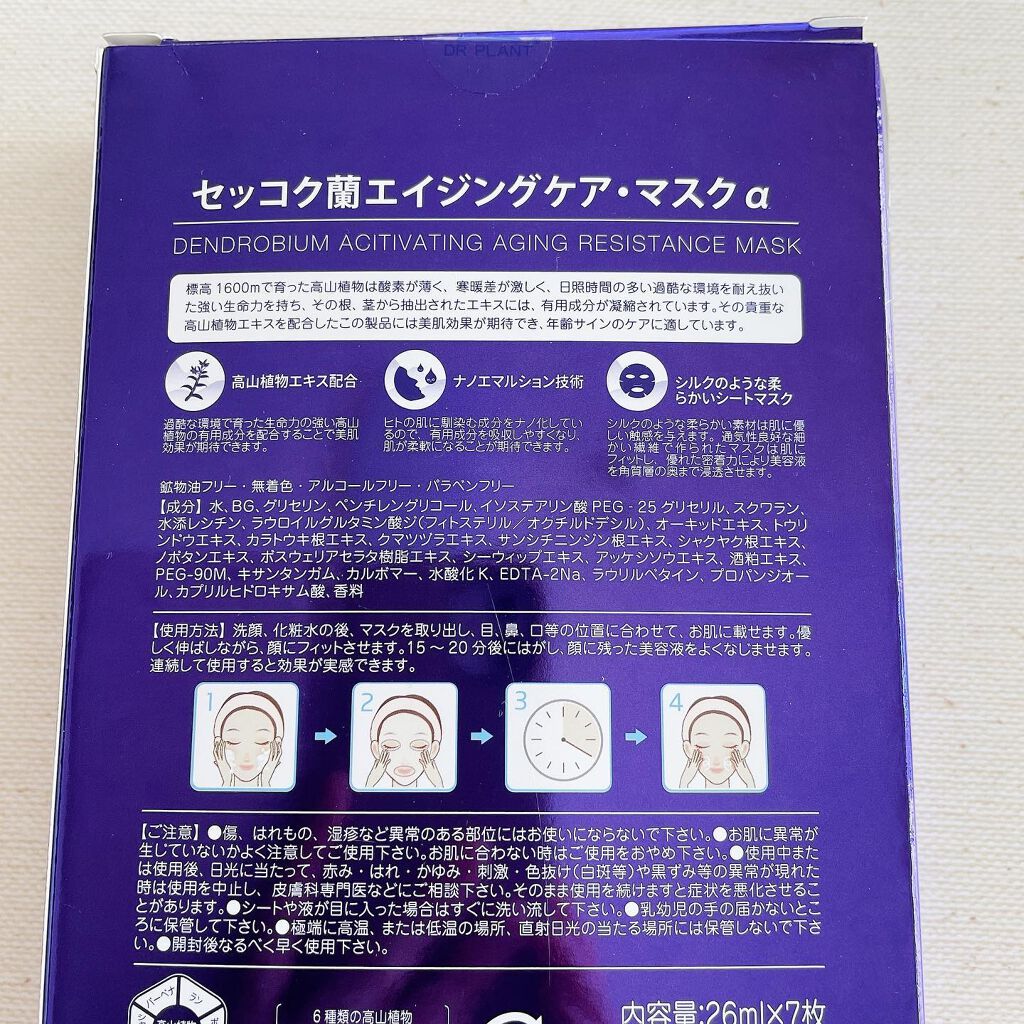 DR PLANT
セッコク蘭エイジングケア・マスクα
DENDROBIUM ACITIVATING AGING RESISTANCE MASK
標高1600mで育った高山植物は酸素が薄く、寒暖差が激しく、日照時間の多い過酷な環境を耐え抜い
た強い生命力を持ち、その根、茎から抽出されたエキスには、有用成分が凝縮されています。その貴重な
高山植物エキスを配合したこの製品には美肌効果が期待でき、年齢サインのケアに適しています。
高山植物エキス配合
過酷な環境で育った生命力の強い高山
植物の有用成分を配合することで美肌
効果が期待できます。
ナノエマルション技術
ヒトの肌に馴染む成分をナノ化してい
るので、有用成分を吸収しやすくなり、
肌が柔軟になることが期待できます。
シルクのような柔
らかいシートマスク
シルクのような柔らかい素材は肌に優
しい触感を与えます。通気性良好な細
かい繊維で作られたマスクは肌に
フィットし、優れた密着力により美容液
を角質層の奥まで浸透させます。
鉱物油フリー・無着色・アルコールフリー・パラベンフリー
【成分】水、BG、グリセリン、ペンチレングリコール、イソステアリン酸PEG‐25グリセリル、スクワラン、
水添レシチン、ラウロイルグルタミン酸ジ(フィトステリル／オクチルドデシル)、オーキッドエキス、トウリ
ンドウエキス、カラトウキ根エキス、クマツヅラエキス、サンシチニンジン根エキス、シャクヤク根エキス、
ノボタンエキス、ボスウェリアセラタ樹脂エキス、シーウィップエキス、アッケシソウエキス、酒粕エキス、
PEG-90M、キサンタンガム、カルボマー、水酸化K、EDTA-2Na、ラウリルベタイン、プロパンジオー
ル、カプリルヒドロキサム酸、香料
【使用方法】洗顔、化粧水の後、マスクを取り出し、目、鼻、口等の位置に合わせて、お肌に載せます。優
しく伸ばしながら、顔にフィットさせます。15～20分後にはがし、顔に残った美容液をよくなじませます。
連続して使用すると効果が実感できます。
1 2 3 4
【ご注意】●傷、はれもの、湿疹など異常のある部位にはお使いにならないで下さい。●お肌に異常が
生じていないかよく注意してご使用下さい。お肌に合わない時はご使用をおやめ下さい。●使用中また
は使用後、日光に当たって、赤み・はれ・かゆみ・刺激・色抜け(白斑等)や黒ずみ等の異常が現れた
時は使用を中止し、皮膚科専門医などにご相談下さい。そのまま使用を続けますと症状を悪化させるこ
とがあります。●シートや液が目に入った場合はすぐに洗い流して下さい。●乳幼児の手の届かないとこ
ろに保管して下さい。●極端に高温、または低温の場所、直射日光の当たる場所には保管しないで下さ
い。●開封後なるべく早く使用下さい。
バーベナ ラン
高山植物
6種類の高山植物
内容量:26ml×7枚